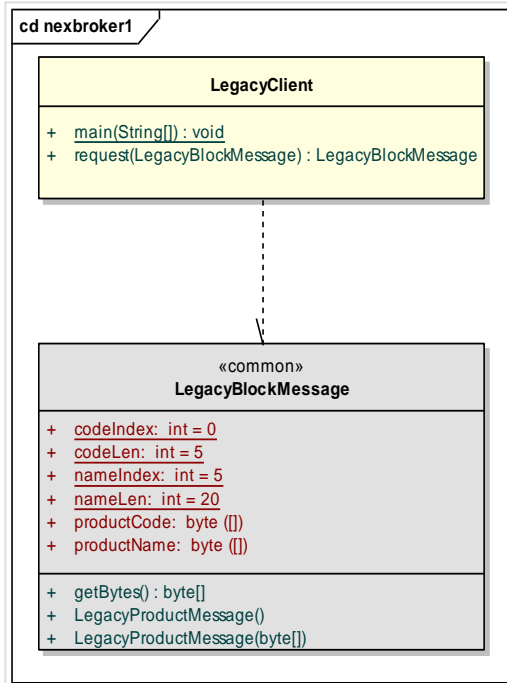 cd nexbroker1
LegacyClient
+ main(String[]) : void
+ request(LegacyBlockMessage) : LegacyBlockMessage
«common»
LegacyBlockMessage
+ codeIndex: int = 0
+ codeLen: int = 5
+ nameIndex: int = 5
+ nameLen: int = 20
+ productCode: byte ([])
+ productName: byte ([])
+ getBytes() : byte[]
+ LegacyProductMessage()
+ LegacyProductMessage(byte[])